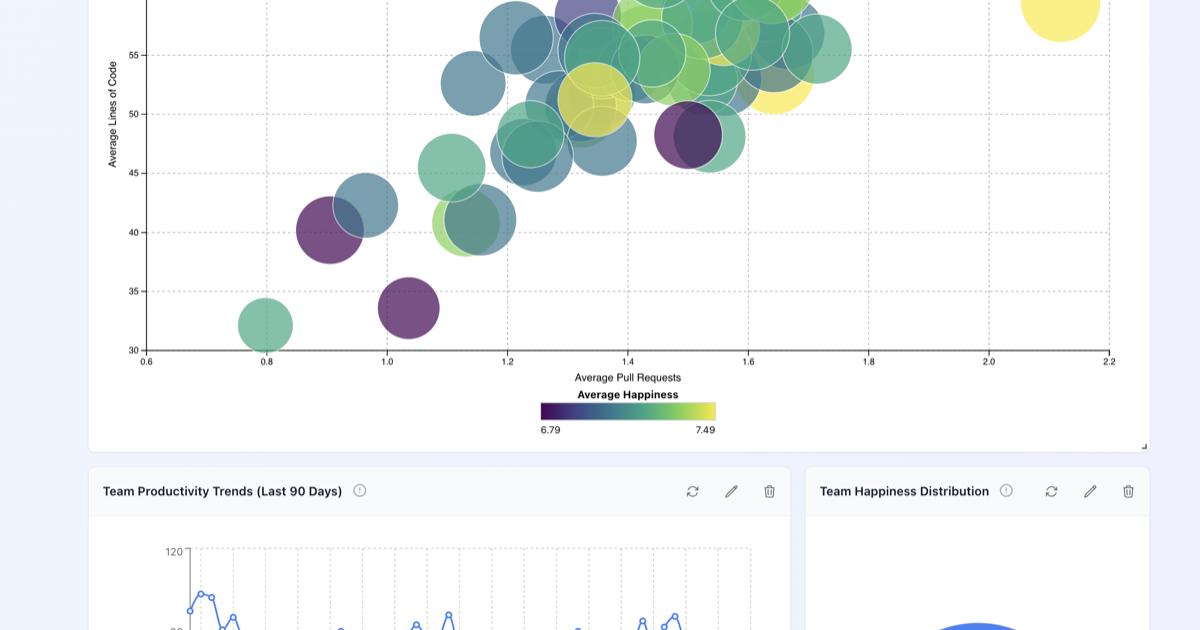 55
50
45
40
35
30
Average Lines of Code
0.6 0.8 1.0 1.2 1.4 1.6 1.8 2.0 2.2
Average Pull Requests
Average Happiness
6.79 7.49
Team Productivity Trends (Last 90 Days)
Team Happiness Distribution
120